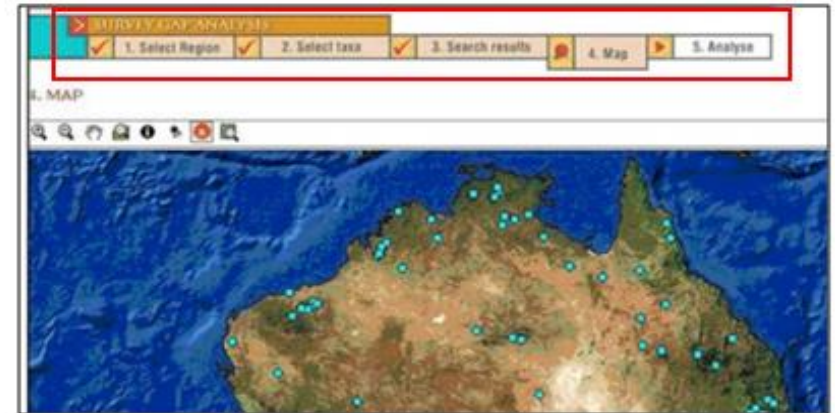 SURVEY GAP ANALYSIS
1. Select Region 2. Select taxa 3. Search results 4. Map 5. Analyse
4. MAP